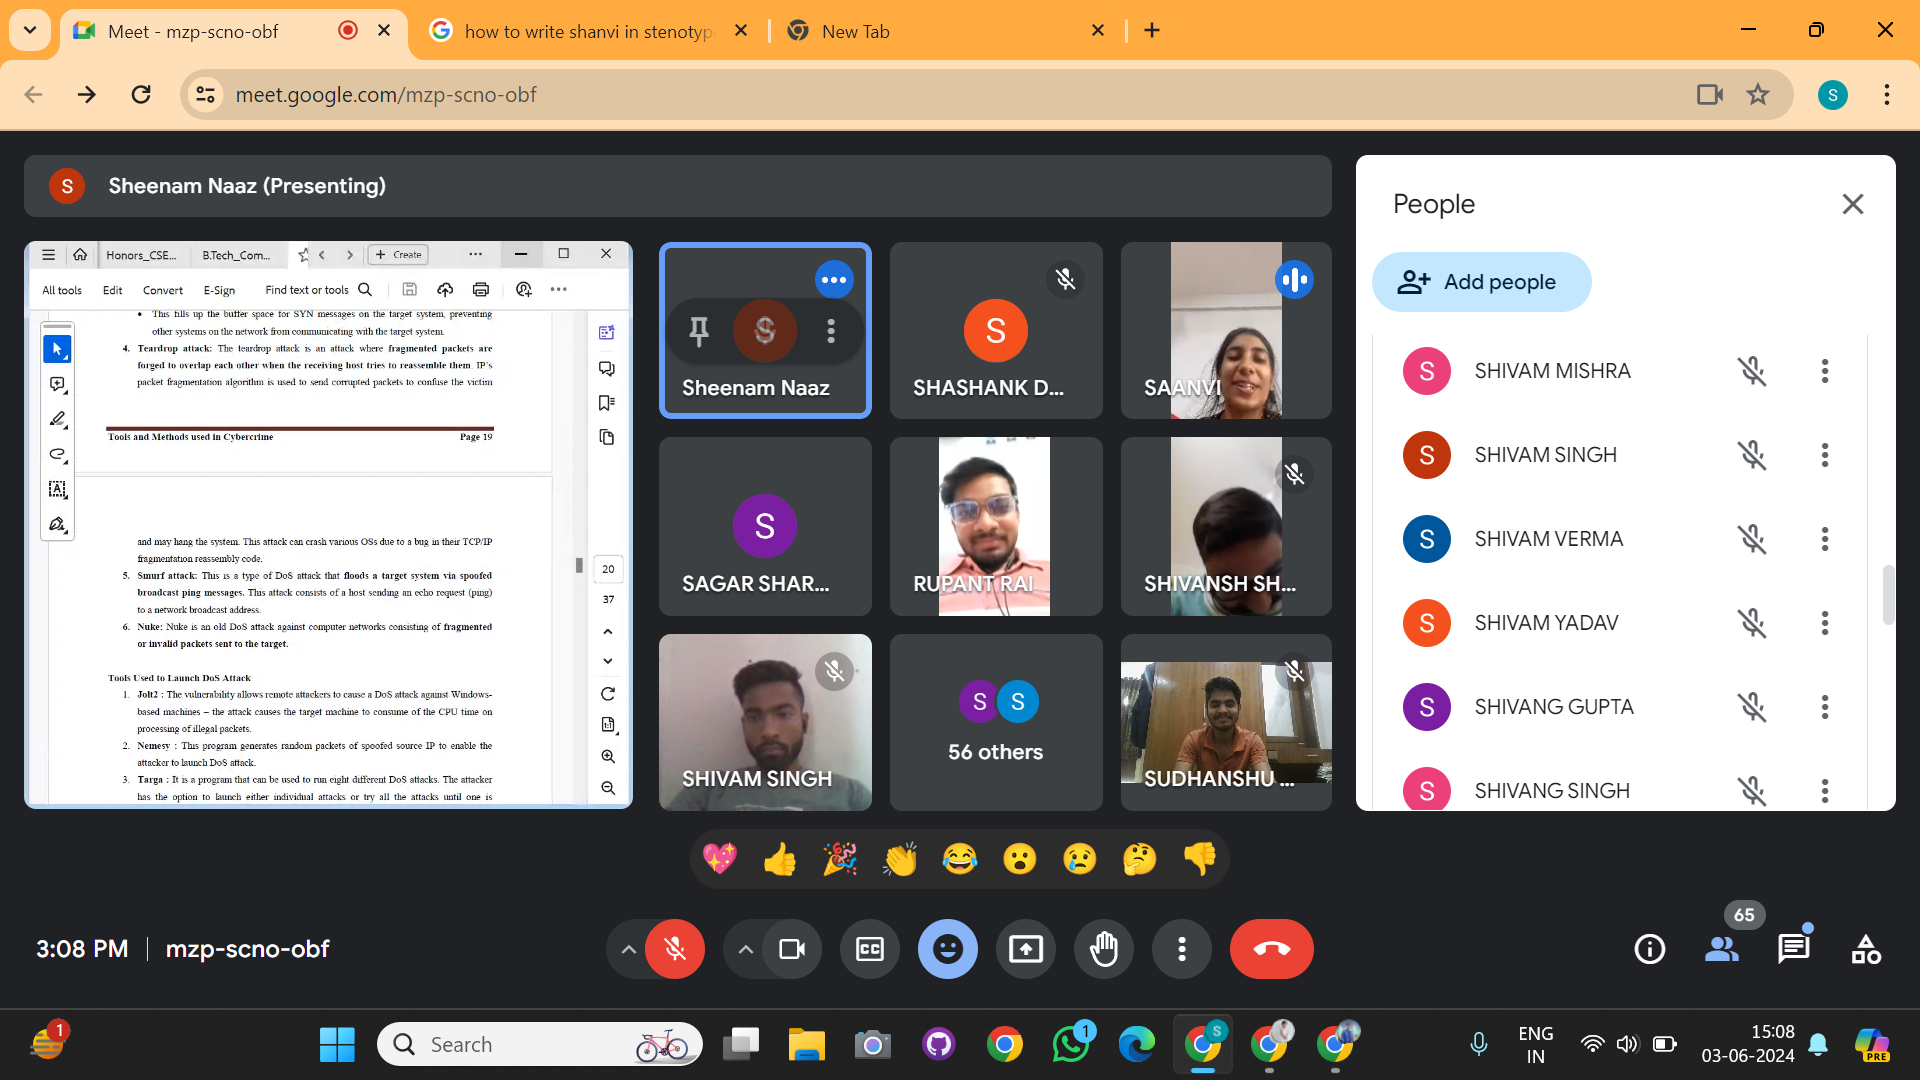 Meet - mzp-scno-obf
how to write shanvi in stenotyp
New Tab
meet.google.com/mzp-scno-obf
S
S
Sheenam Naaz (Presenting)
Honors_CSE...
B.Tech_Com...
Create
All tools
Edit
Convert
E-Sign
Find text or tools
• This fills up the buffer space for SYN messages on the target system, preventing
other systems on the network from communicating with the target system.
4. Teardrop attack: The teardrop attack is an attack where fragmented packets are
forged to overlap each other when the receiving host tries to reassemble them. IP's
packet fragmentation algorithm is used to send corrupted packets to confuse the victim
Tools and Methods used in Cybercrime Page 19
and may hang the system. This attack can crash various OSs due to a bug in their TCP/IP
fragmentation reassembly code.
5. Smurf attack: This is a type of DoS attack that floods a target system via spoofed
broadcast ping messages. This attack consists of a host sending an echo request (ping)
to a network broadcast address.
6. Nuke: Nuke is an old DoS attack against computer networks consisting of fragmented
or invalid packets sent to the target.
Tools Used to Launch DoS Attack
1. Jolt2 : The vulnerability allows remote attackers to cause a DoS attack against Windows-
based machines – the attack causes the target machine to consume of the CPU time on
processing of illegal packets.
2. Nemesy : This program generates random packets of spoofed source IP to enable the
attacker to launch DoS attack.
3. Targa : It is a program that can be used to run eight different DoS attacks. The attacker
has the option to launch either individual attacks or try all the attacks until one is
20
37
1:1
S
Sheenam Naaz
S
SHASHANK D...
SAANVI
S
SAGAR SHAR...
RUPANT RAI
SHIVANSH SH...
SHIVAM SINGH
S
S
56 others
SUDHANSHU ...
People
Add people
S
SHIVAM MISHRA
S
SHIVAM SINGH
S
SHIVAM VERMA
S
SHIVAM YADAV
S
SHIVANG GUPTA
S
SHIVANG SINGH
3:08 PM
mzp-scno-obf
CC
65
1
Search
1
S
ENG
IN
15:08
03-06-2024
PRE